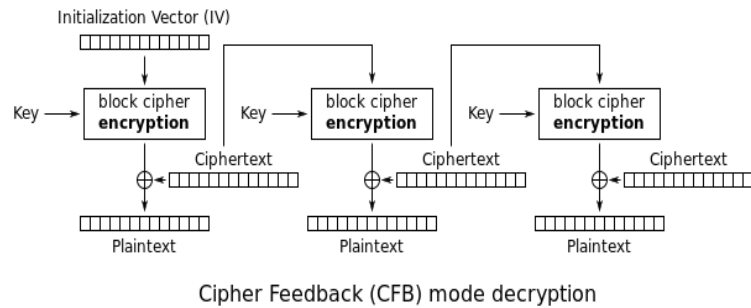 Initialization Vector (IV)
Key
block cipher
encryption
Ciphertext
Plaintext
Key
block cipher
encryption
Ciphertext
Plaintext
Key
block cipher
encryption
Ciphertext
Plaintext
Cipher Feedback (CFB) mode decryption